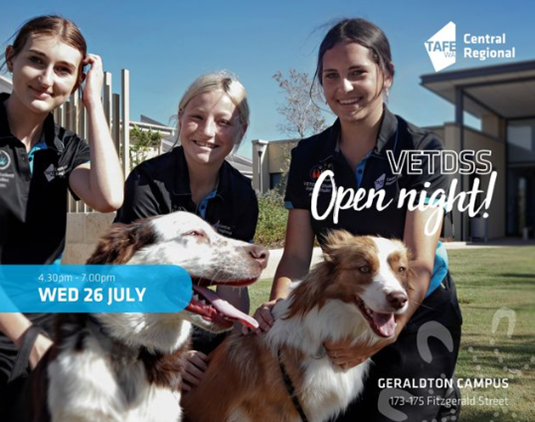 TAFE
WA
Central
Regional
VETDSS
Open night!
4.30pm - 7.00pm
WED 26 JULY
GERALDTON CAMPUS
173-175 Fitzgerald Street